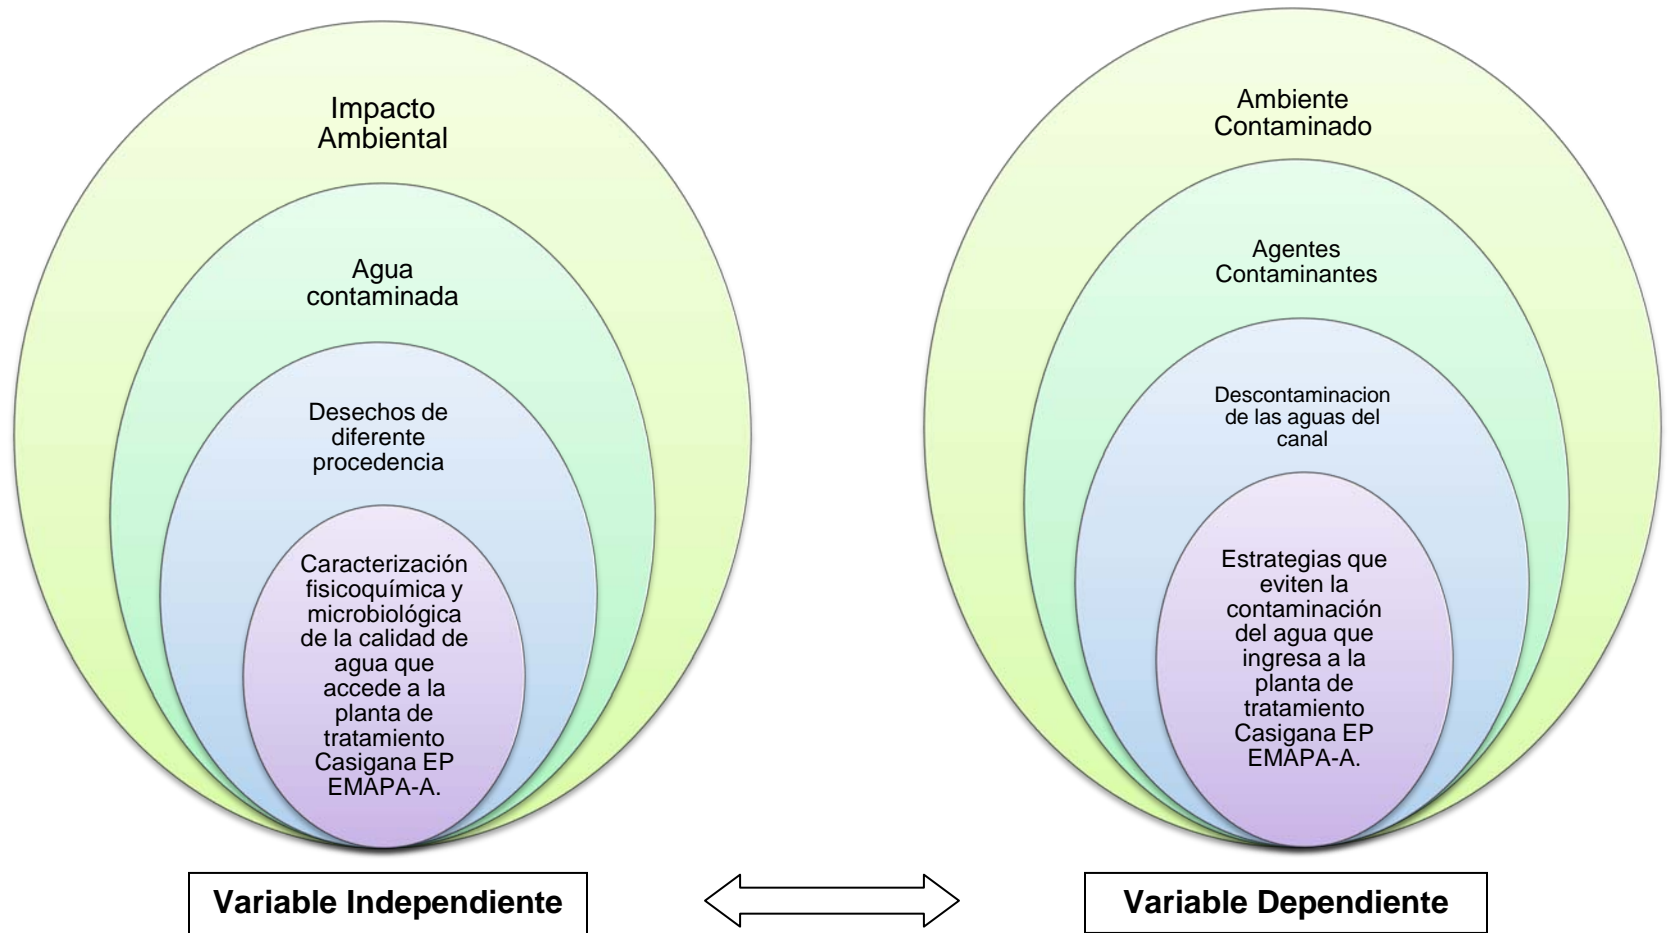 Impacto
Ambiental
Agua
contaminada
Desechos de
diferente
procedencia
Caracterización
fisicoquímica y
microbiológica
de la calidad de
agua que
accede a la
planta de
tratamiento
Casigana EP
EMAPA-A.
Variable Independiente
Ambiente
Contaminado
Agentes
Contaminantes
Descontaminacion
de las aguas del
canal
Estrategias que
eviten la
contaminación
del agua que
ingresa a la
planta de
tratamiento
Casigana EP
EMAPA-A.
Variable Dependiente